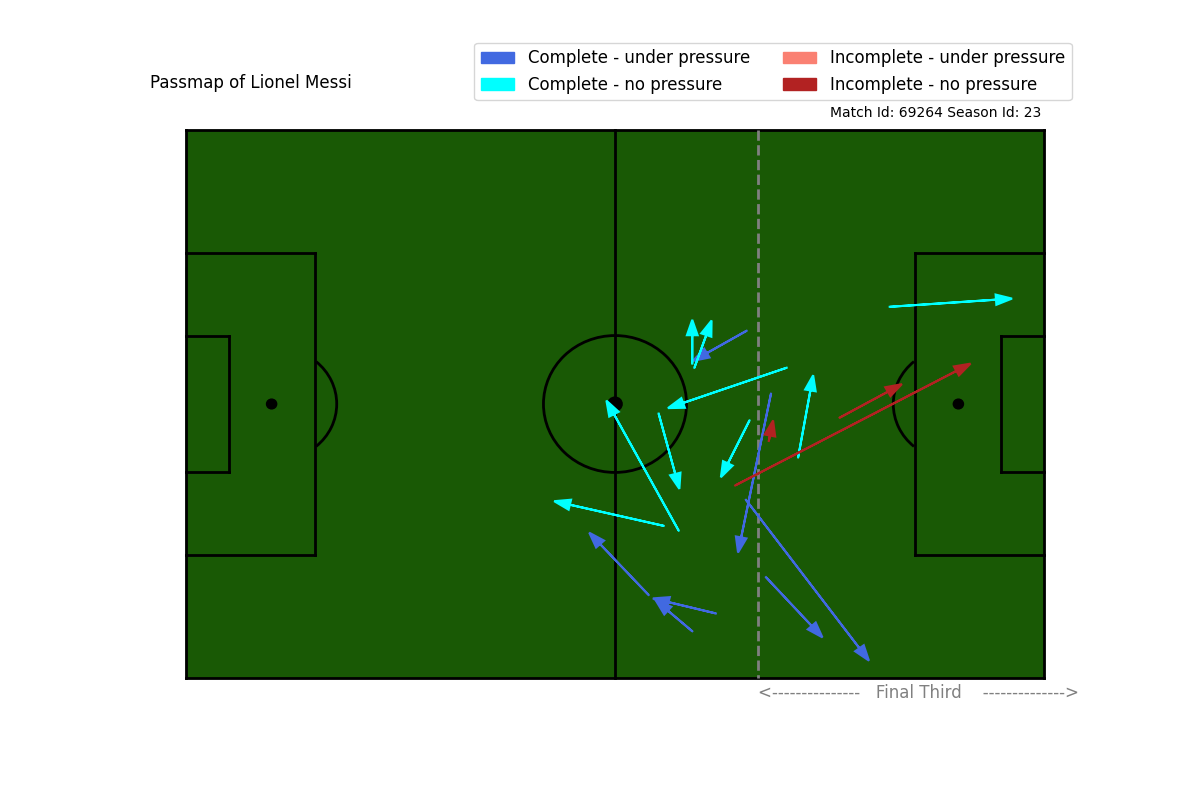 Passmap of Lionel Messi
Complete - under pressure
Complete - no pressure
Incomplete - under pressure
Incomplete - no pressure
Match Id: 69264 Season Id: 23
<--------------- Final Third -------------->